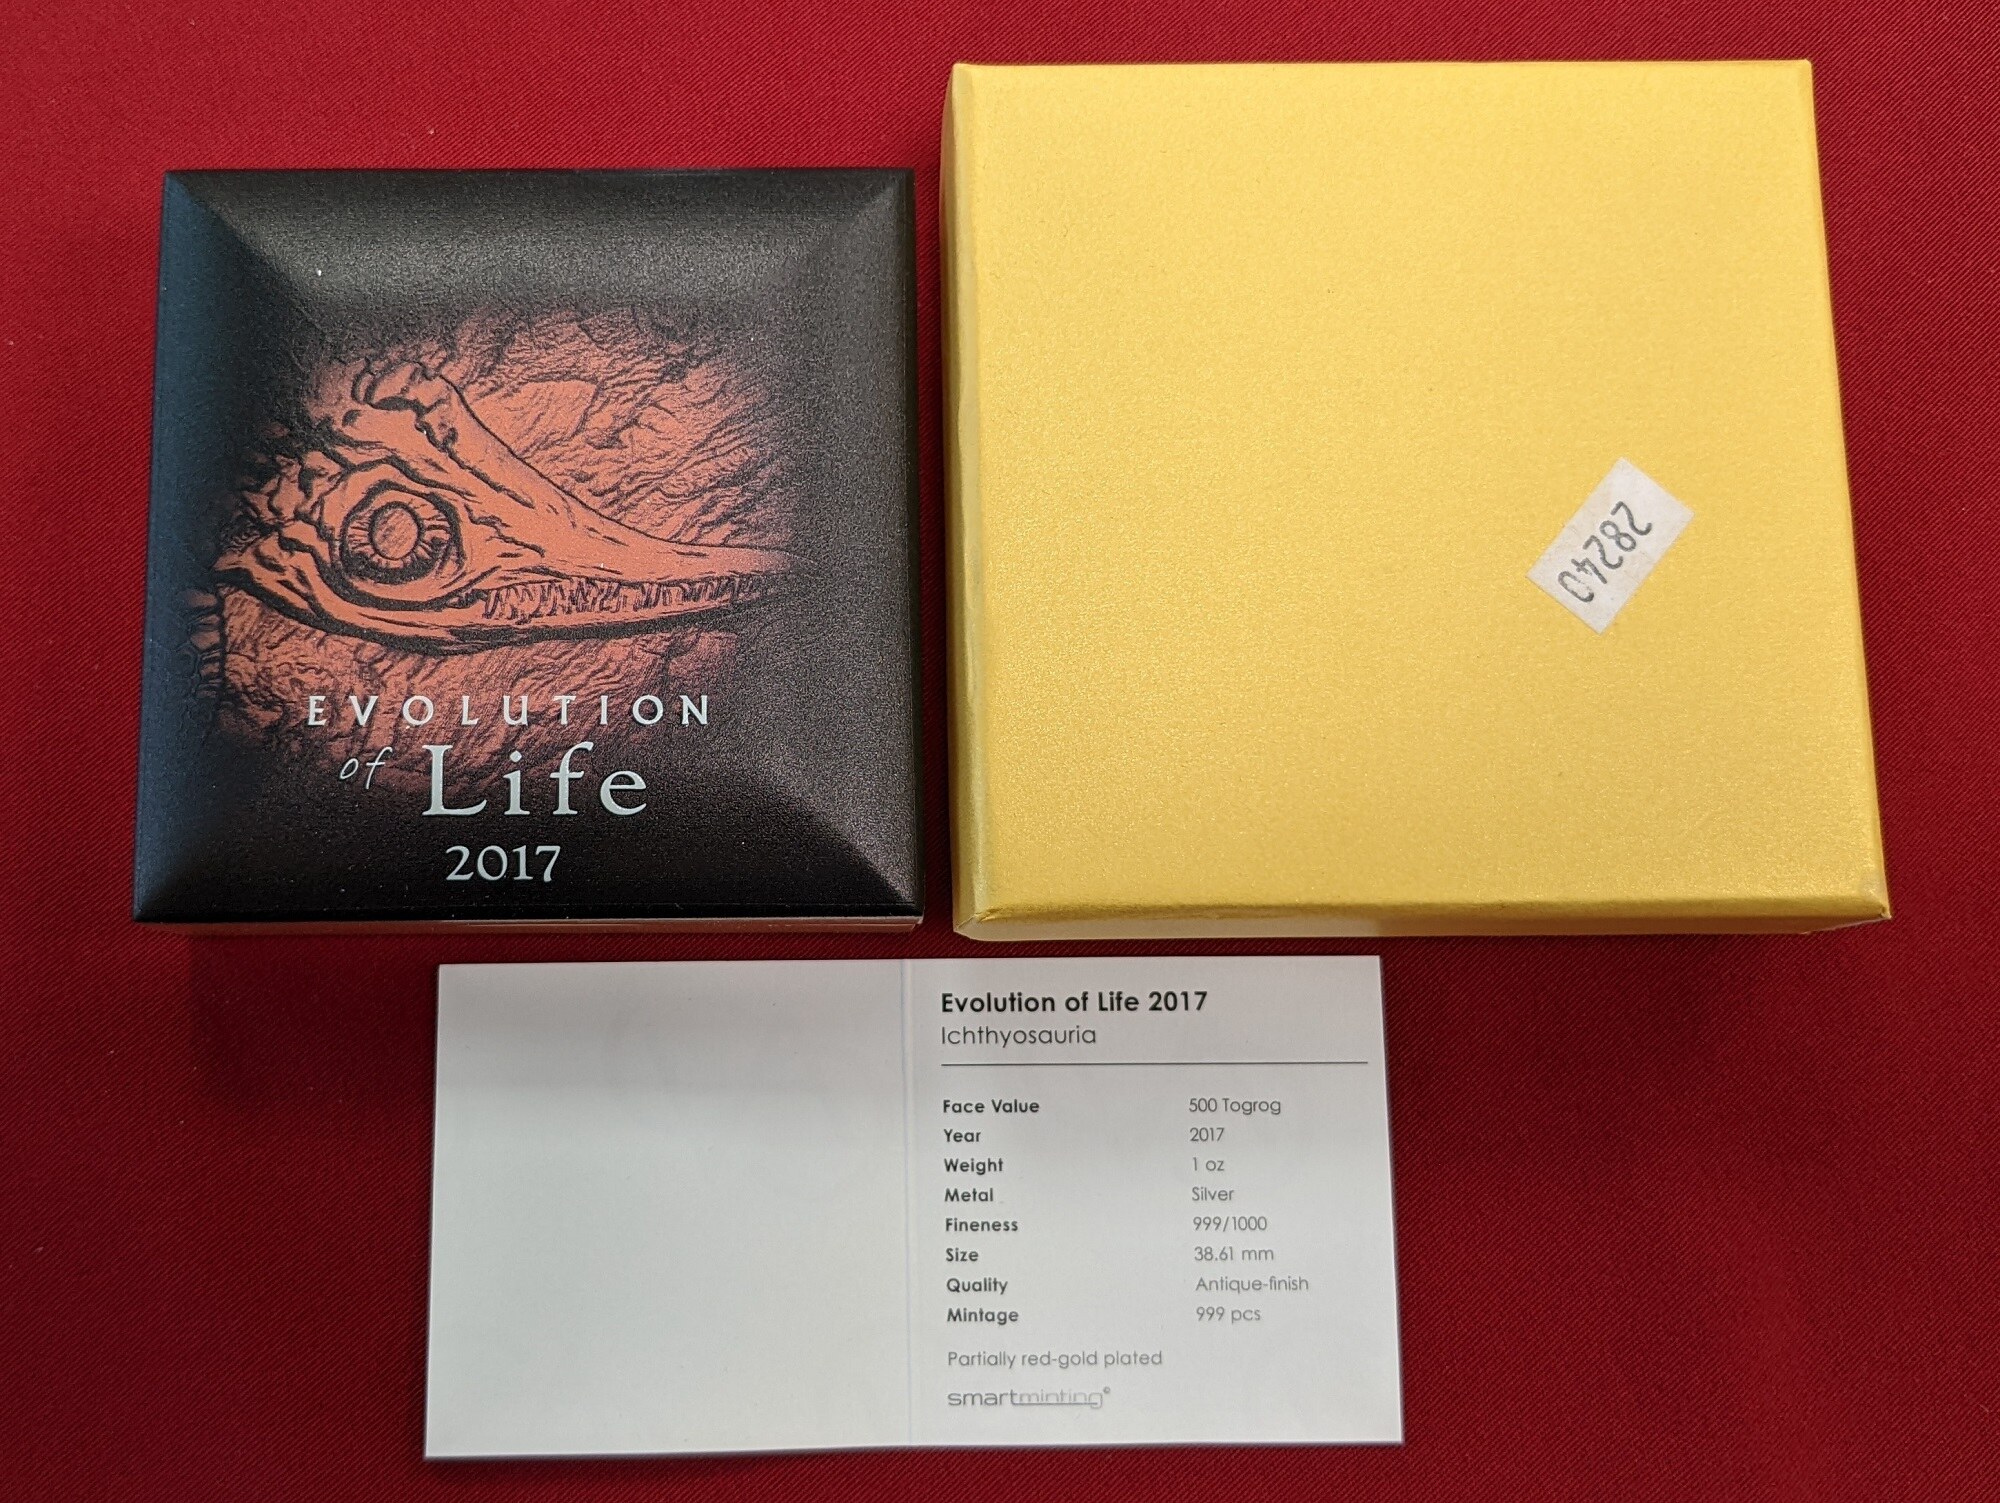 EVOLUTION
of Life
2017
28240
Evolution of Life 2017
Ichthyosauria
Face Value 500 Togrog
Year 2017
Weight 1 oz
Metal Silver
Fineness 999/1000
Size 38.61 mm
Quality Antique-finish
Mintage 999 pcs
Partially red-gold plated
smartminting©